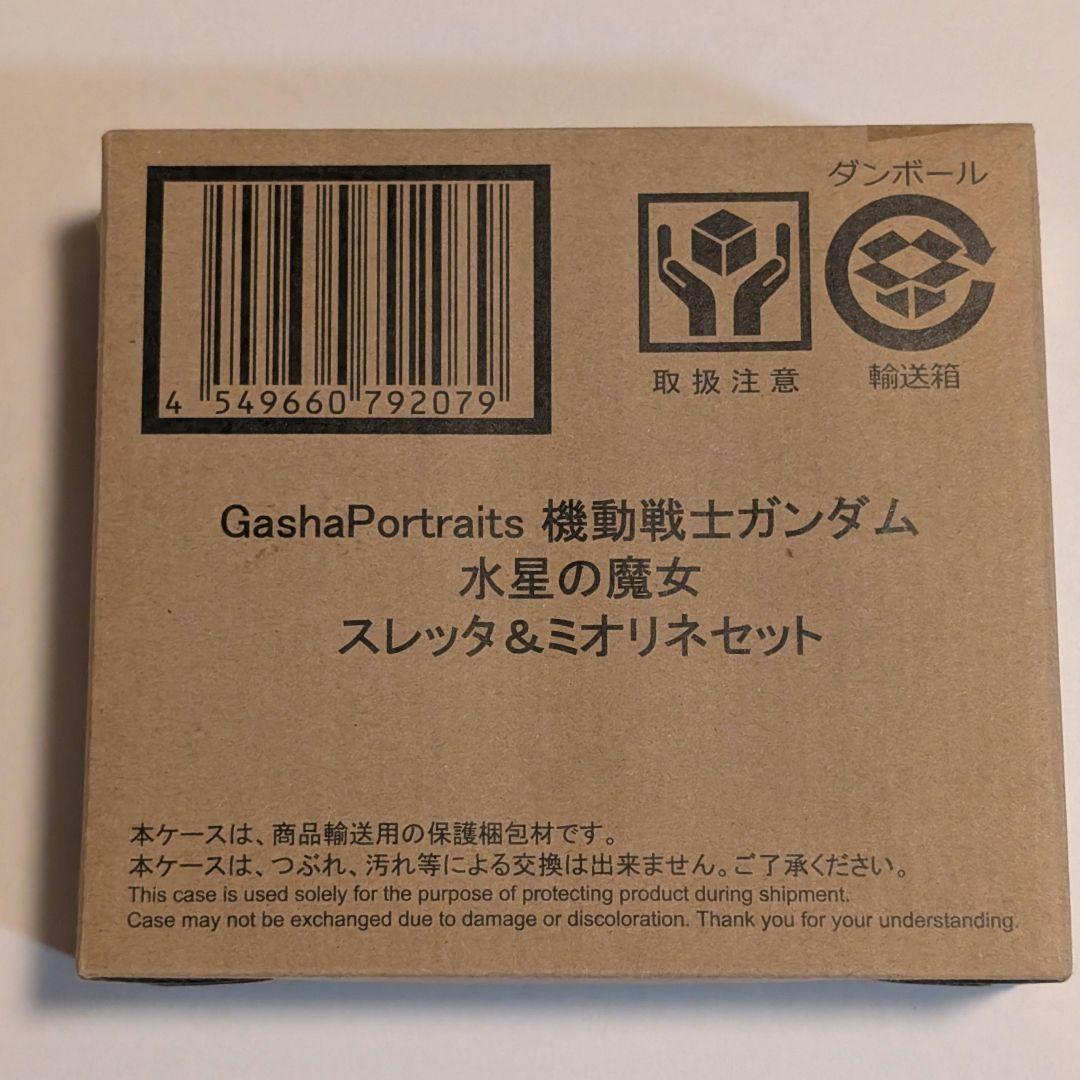 ダンボール
4 549660 792079
取扱注意
輸送箱
GashaPortraits 機動戦士ガンダム
水星の魔女
スレッタ&ミオリネセット
本ケースは、商品輸送用の保護梱包材です。
本ケースは、つぶれ、汚れ等による交換は出来ません。ご了承ください。
This case is used solely for the purpose of protecting product during shipment.
Case may not be exchanged due to damage or discoloration. Thank you for your understanding.